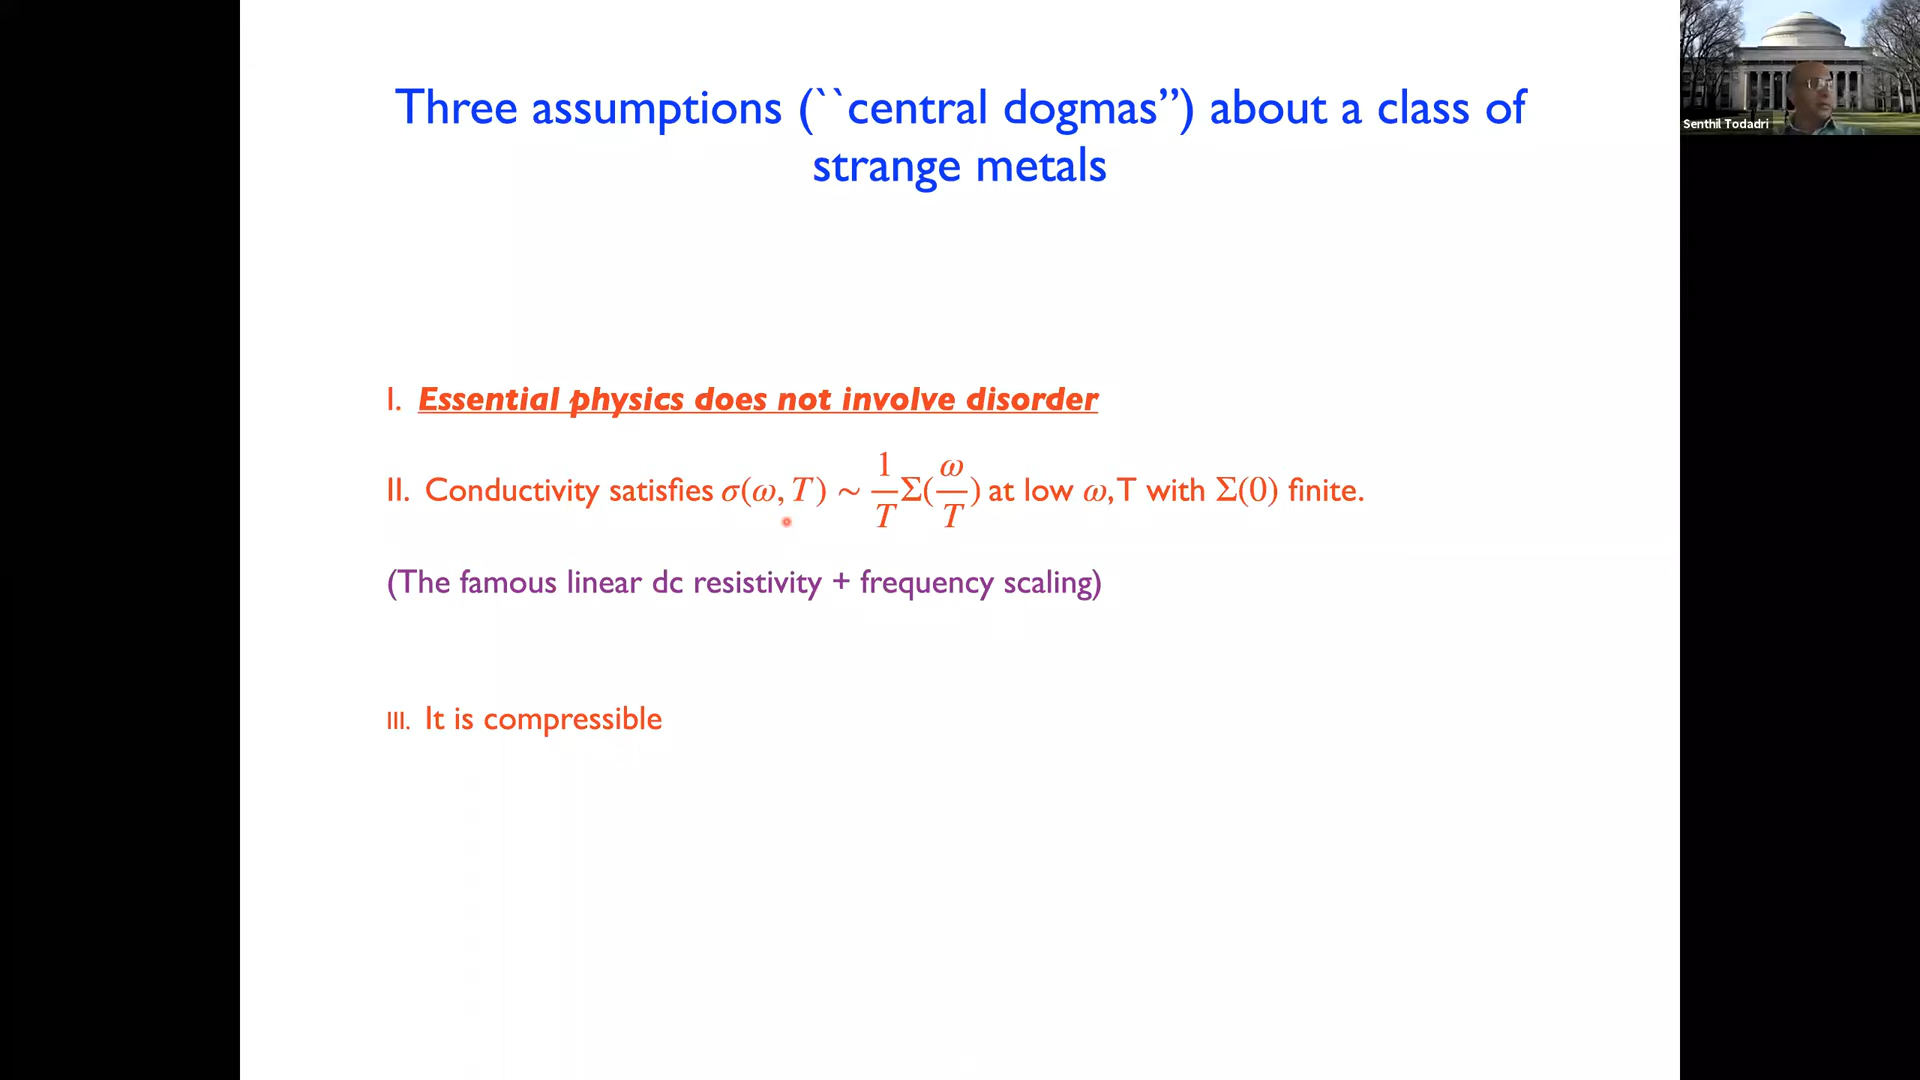 Three assumptions (``central dogmas”) about a class of
strange metals
Senthil Todadri
I. Essential physics does not involve disorder
II. Conductivity satisfies σ(ω, T) ∼ 1/T Σ(ω/T) at low ω,T with Σ(0) finite.
(The famous linear dc resistivity + frequency scaling)
III. It is compressible